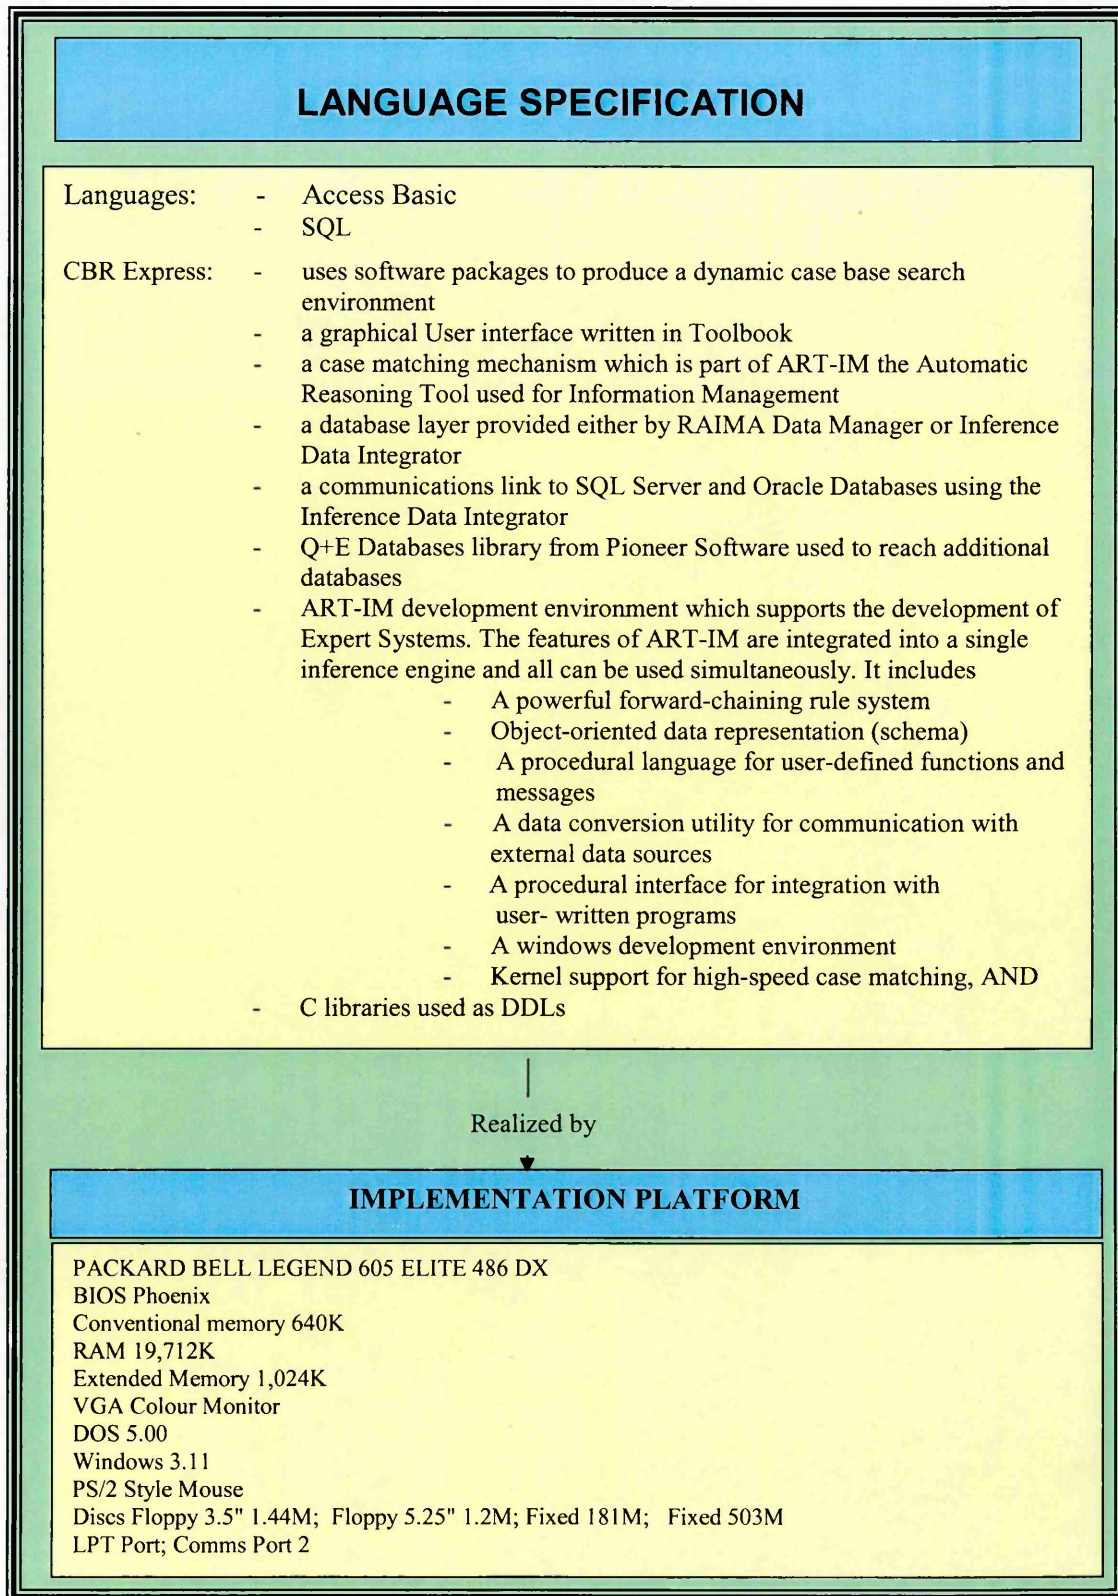 LANGUAGE SPECIFICATION
Languages: - Access Basic
- SQL
CBR Express: - uses software packages to produce a dynamic case base search
environment
- a graphical User interface written in Toolbook
- a case matching mechanism which is part of ART-IM the Automatic
Reasoning Tool used for Information Management
- a database layer provided either by RAIMA Data Manager or Inference
Data Integrator
- a communications link to SQL Server and Oracle Databases using the
Inference Data Integrator
- Q+E Databases library from Pioneer Software used to reach additional
databases
- ART-IM development environment which supports the development of
Expert Systems. The features of ART-IM are integrated into a single
inference engine and all can be used simultaneously. It includes
- A powerful forward-chaining rule system
- Object-oriented data representation (schema)
- A procedural language for user-defined functions and
messages
- A data conversion utility for communication with
external data sources
- A procedural interface for integration with
user- written programs
- A windows development environment
- Kernel support for high-speed case matching, AND
- C libraries used as DDLs
Realized by
IMPLEMENTATION PLATFORM
PACKARD BELL LEGEND 605 ELITE 486 DX
BIOS Phoenix
Conventional memory 640K
RAM 19,712K
Extended Memory 1,024K
VGA Colour Monitor
DOS 5.00
Windows 3.11
PS/2 Style Mouse
Discs Floppy 3.5" 1.44M; Floppy 5.25" 1.2M; Fixed 181M; Fixed 503M
LPT Port; Comms Port 2